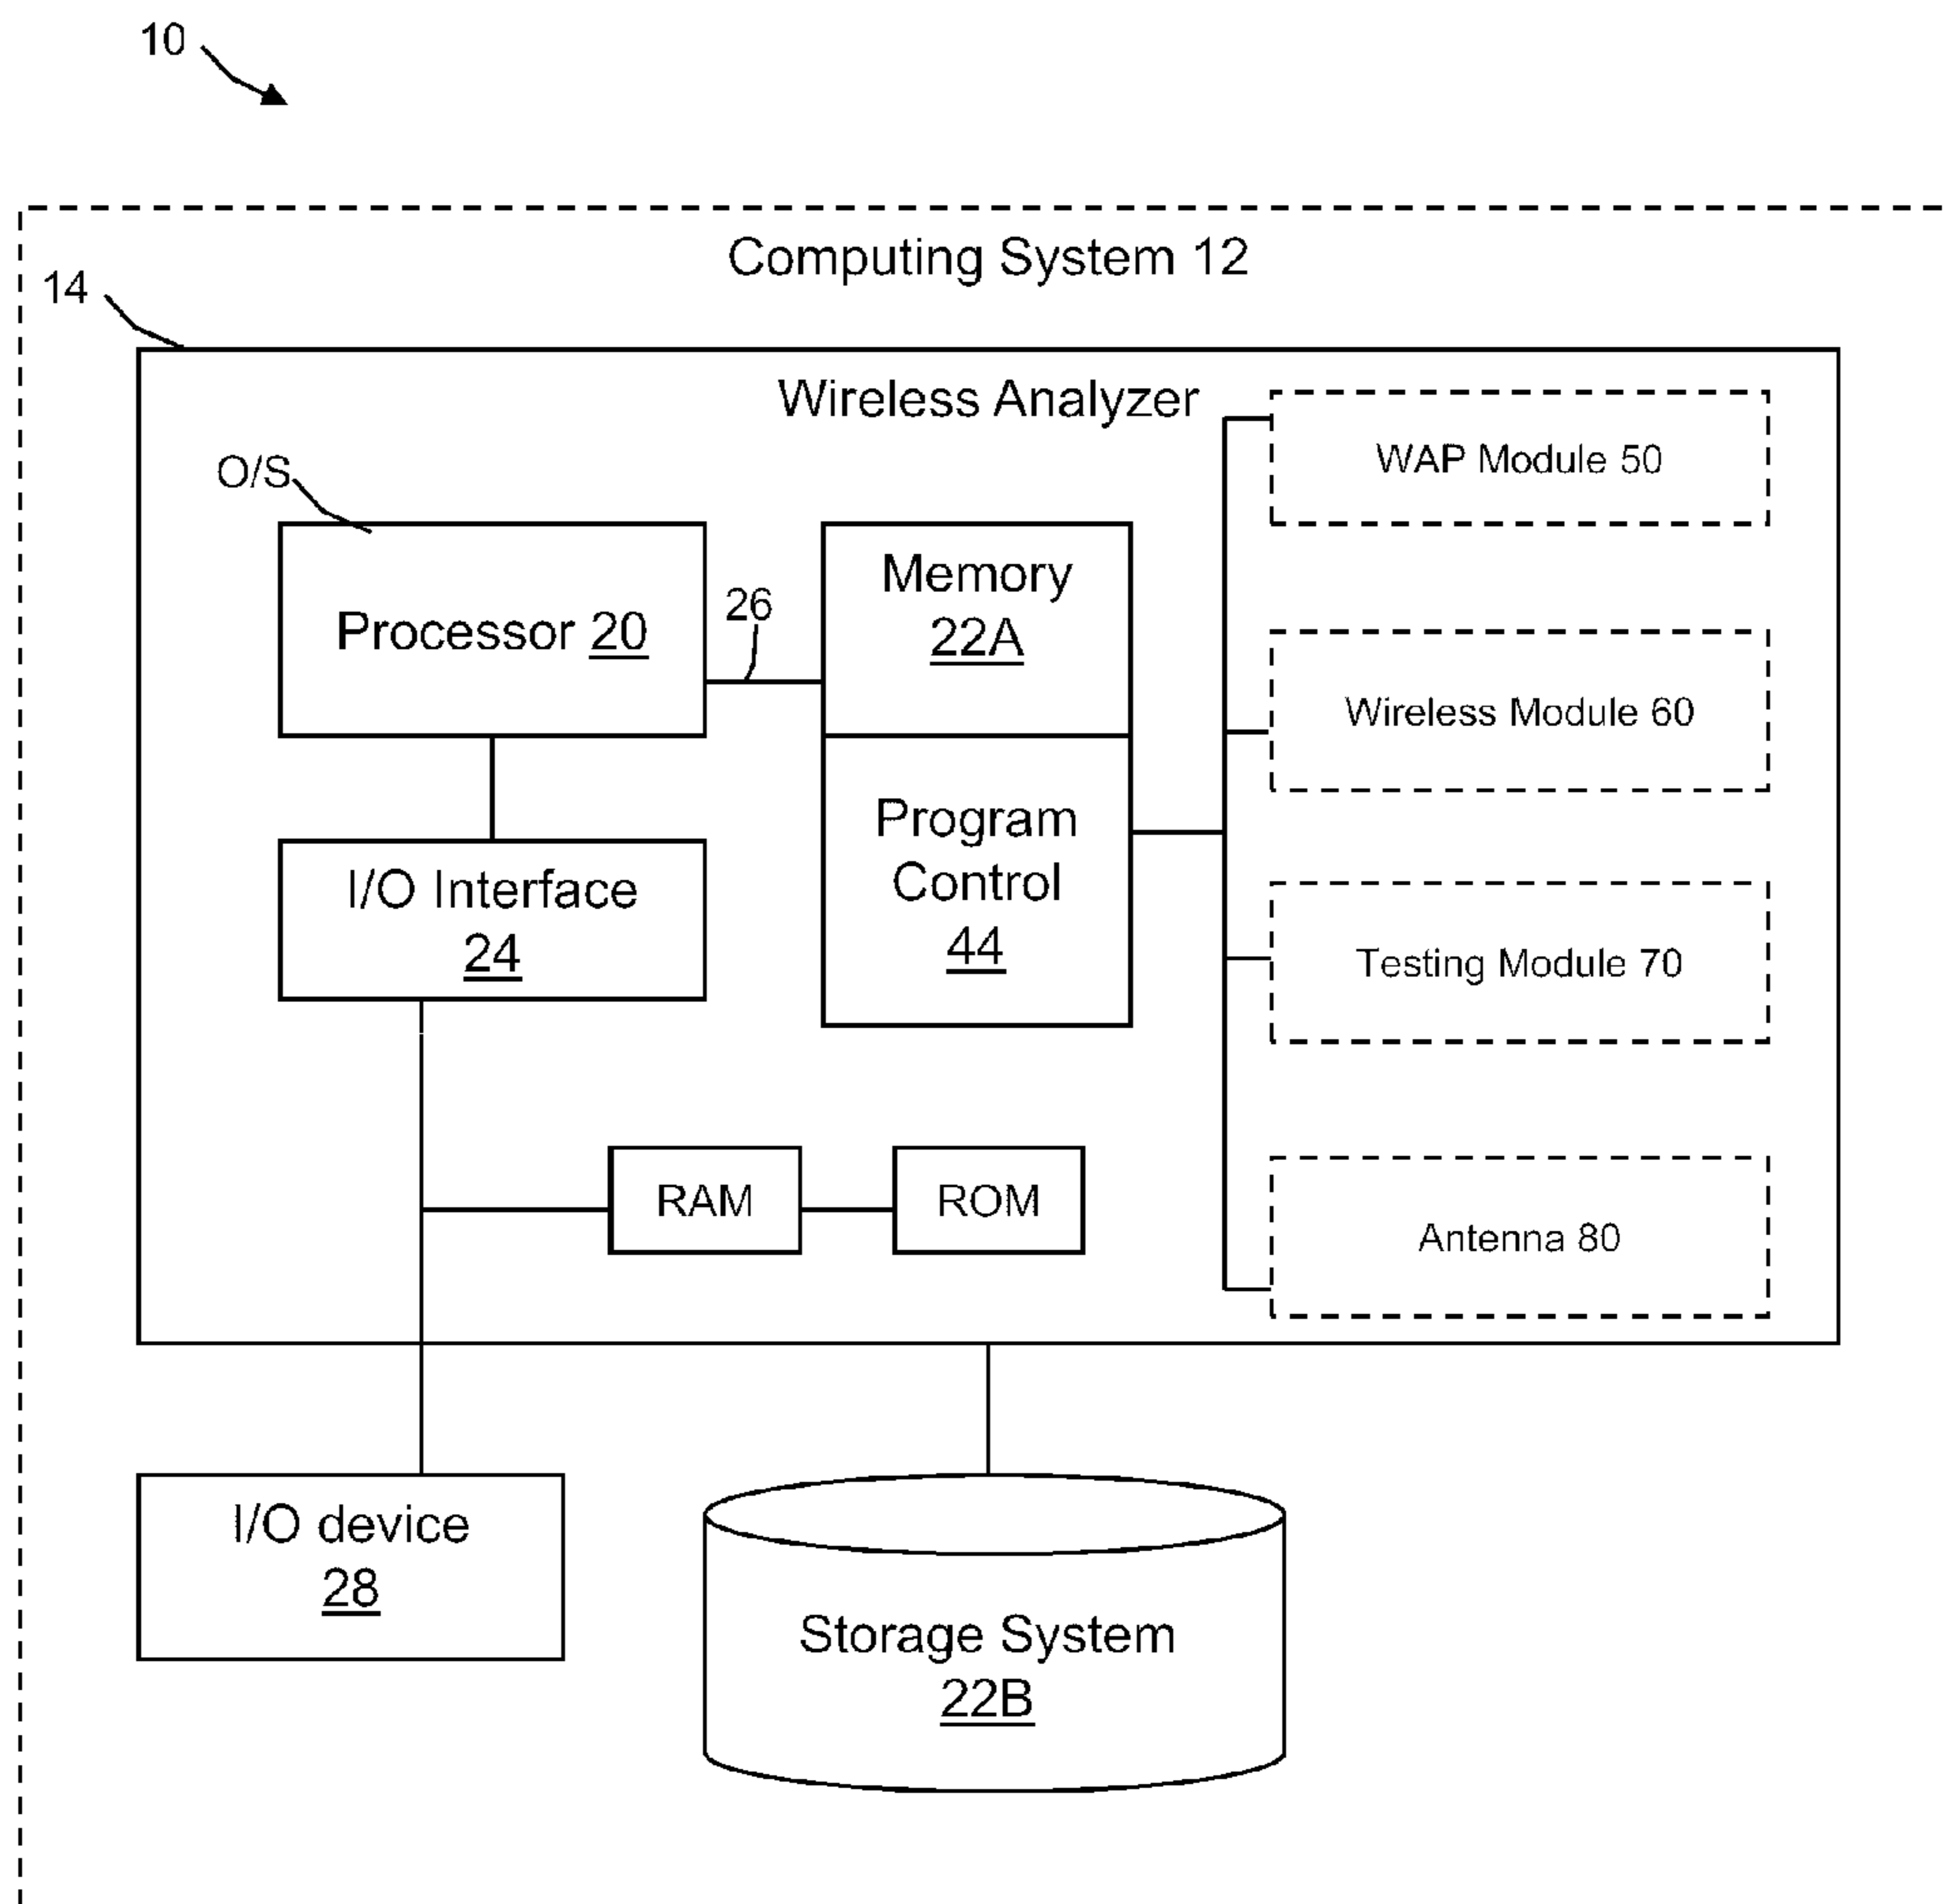 10
Computing System 12
14
Wireless Analyzer
O/S
Processor 20
26
Memory
22A
Program
Control
44
I/O Interface
24
RAM
ROM
WAP Module 50
Wireless Module 60
Testing Module 70
Antenna 80
I/O device
28
Storage System
22B